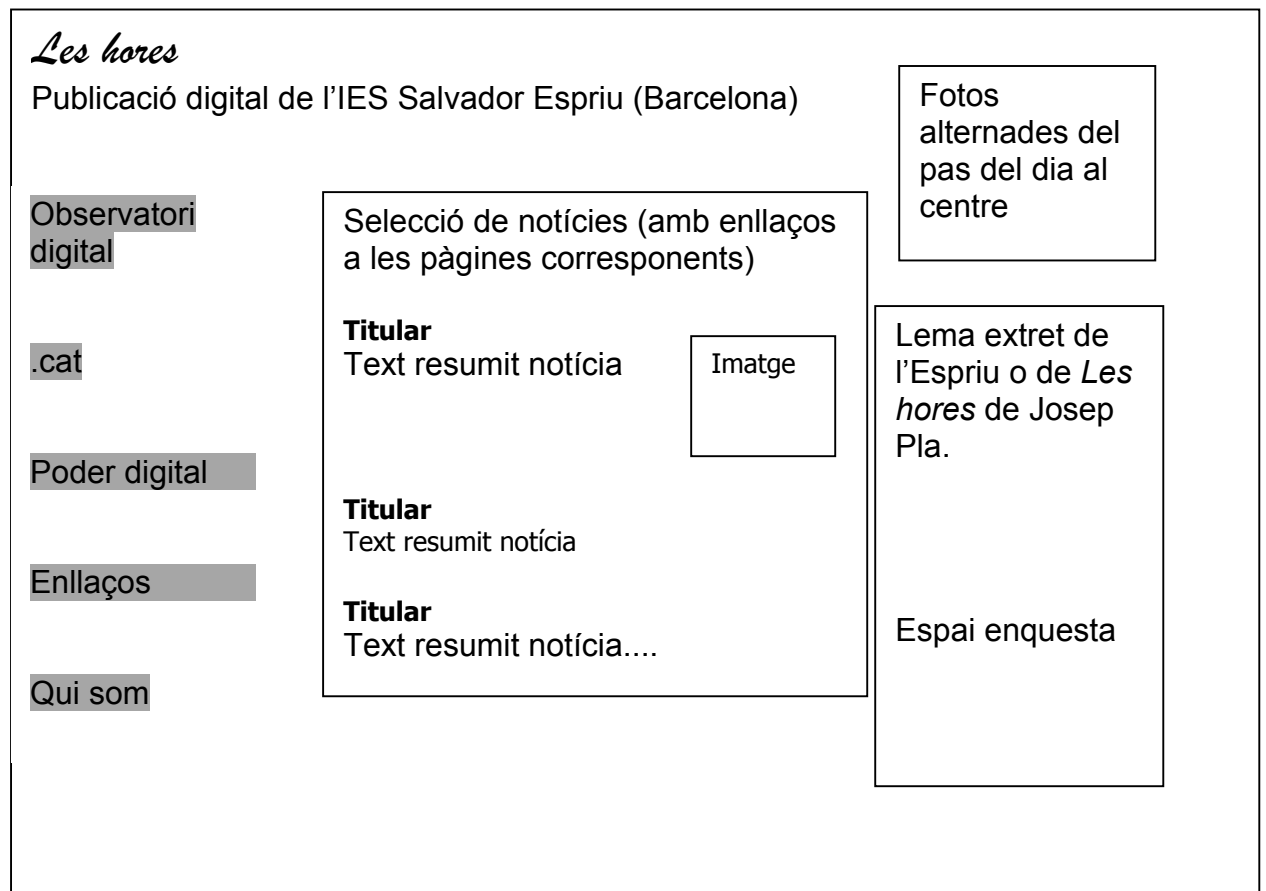 Les hores
Publicació digital de l’IES Salvador Espriu (Barcelona)
Fotos
alternades del
pas del dia al
centre
Observatori
digital
.cat
Poder digital
Enllaços
Qui som
Selecció de notícies (amb enllaços
a les pàgines corresponents)
Titular
Text resumit notícia
Imatge
Titular
Text resumit notícia
Titular
Text resumit notícia....
Lema extret de
l’Espriu o de Les
hores de Josep
Pla.
Espai enquesta